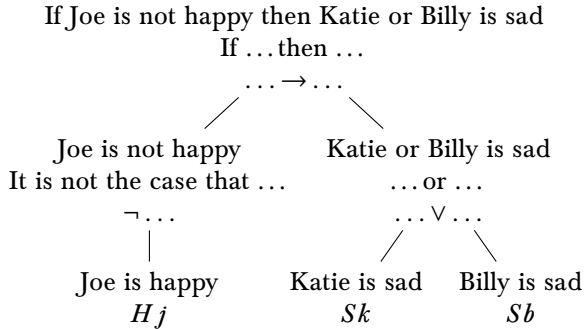 If Joe is not happy then Katie or Billy is sad
If ... then ...
... → ...
Joe is not happy
It is not the case that ...
¬ ...
Katie or Billy is sad
... or ...
... ∨ ...
Joe is happy
Hj
Katie is sad
Sk
Billy is sad
Sb